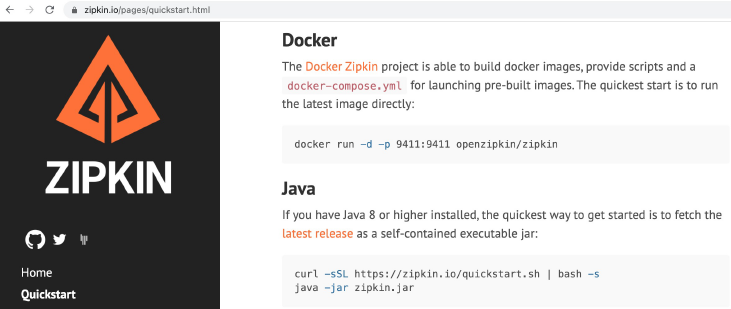 zipkin.io/pages/quickstart.html
ZIPKIN
Home
Quickstart
Docker
The Docker Zipkin project is able to build docker images, provide scripts and a
docker-compose.yml for launching pre-built images. The quickest start is to run
the latest image directly:
docker run -d -p 9411:9411 openzipkin/zipkin
Java
If you have Java 8 or higher installed, the quickest way to get started is to fetch the
latest release as a self-contained executable jar:
curl -sSL https://zipkin.io/quickstart.sh | bash -s
java -jar zipkin.jar